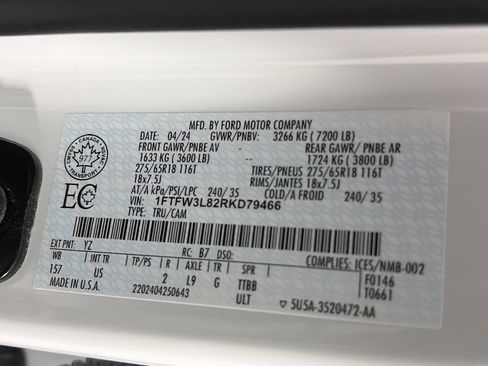 MFD. BY FORD MOTOR COMPANY
DATE: 04/24 GVWR/PNBV: 3266 KG ( 7200 LB)
FRONT GAWR/PNBE AV REAR GAWR/ PNBE AR
1633 KG ( 3600 LB) 1724 KG ( 3800 LB)
275/65R18 116T TIRES/PNEUS 275/65R18 116T
18x7.5J RIMS/JANTES 18x7.5J
AT/A kPa/PSI/LPC 240/ 35 COLD/A FROID 240/ 35
VIN: 1FTFW3L82RKD79466
TYPE: TRU/CAM
CANADA
977
EC
EXT PNT: YZ RC: B7 DSO: COMPLIES: ICES/NMB-002
WB TP/PS R AXLE TR SPR F0146
157 US 2 L9 G TTBB T0661
MADE IN U.S.A. ULT
2202404250643 5U5A-3520472-AA